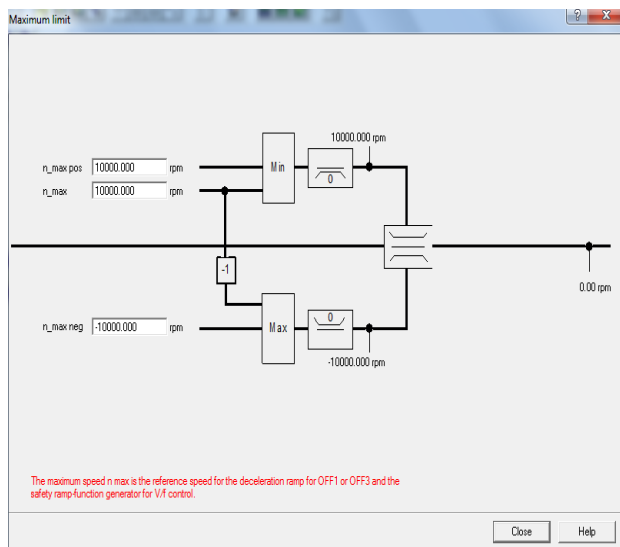 Maximum limit
?
10000.000 rpm
n_max pos 10000.000 rpm
Min
0
n_max 10000.000 rpm
-1
0.00 rpm
Max
0
n_max neg -10000.000 rpm
-10000.000 rpm
The maximum speed n max is the reference speed for the deceleration ramp for OFF1 or OFF3 and the
safety ramp-function generator for V/f control.
Close Help